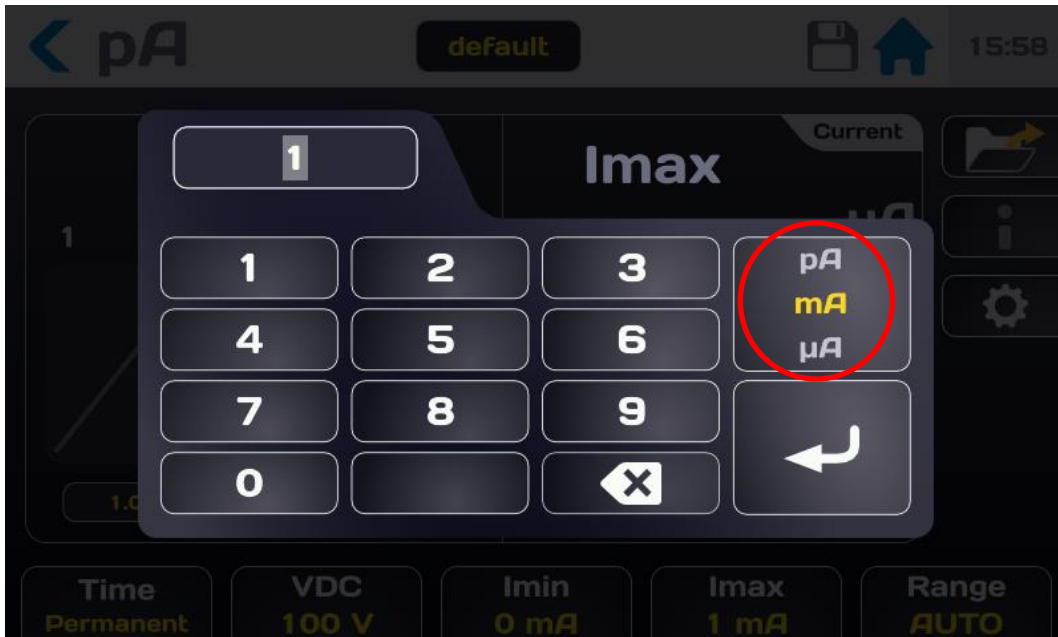 pA
default
15:58
Current
1
Imax
µA
1
1
2
3
pA
mA
µA
4
5
6
7
8
9
0
Time
VDC
Imin
Imax
Range
Permanent
100 V
0 mA
1 mA
AUTO